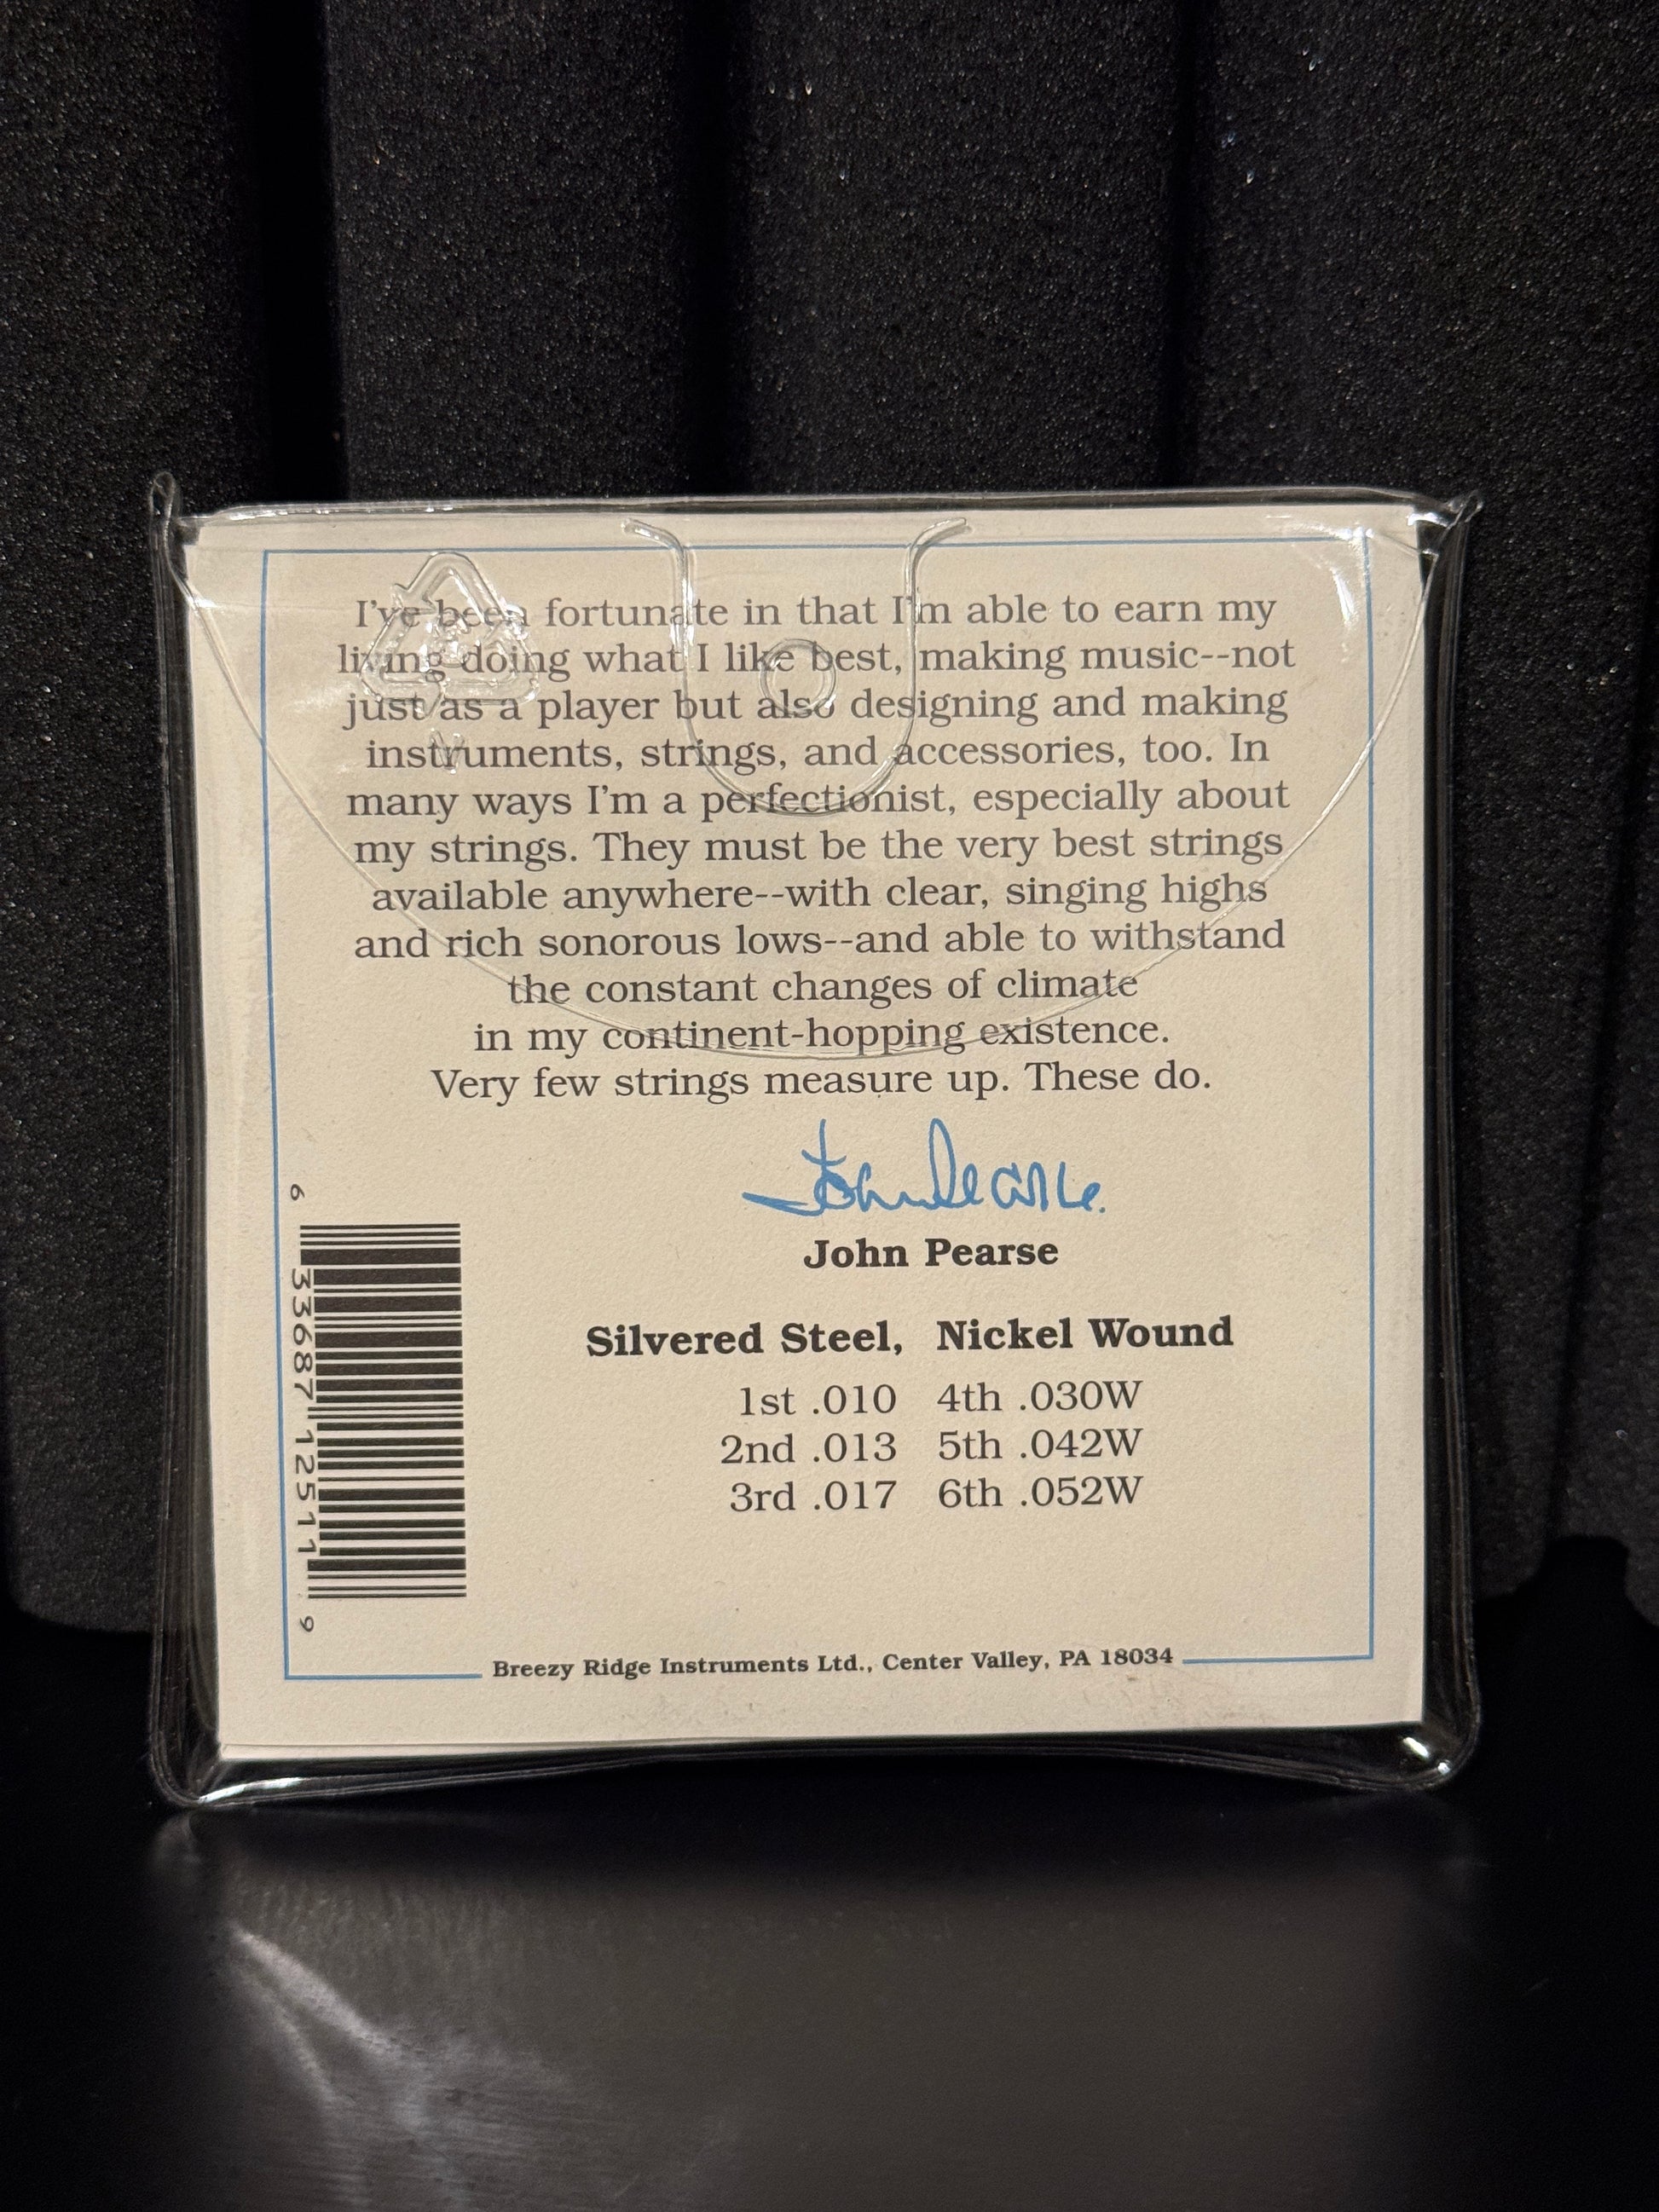 I've been fortunate in that I'm able to earn my
living doing what I like best, making music--not
just as a player but also designing and making
instruments, strings, and accessories, too. In
many ways I'm a perfectionist, especially about
my strings. They must be the very best strings
available anywhere--with clear, singing highs
and rich sonorous lows--and able to withstand
the constant changes of climate
in my continent-hopping existence.
Very few strings measure up. These do.
John Pearse.
John Pearse
Silvered Steel, Nickel Wound
1st .010 4th .030W
2nd .013 5th .042W
3rd .017 6th .052W
6 33687 12511 9
Breezy Ridge Instruments Ltd., Center Valley, PA 18034